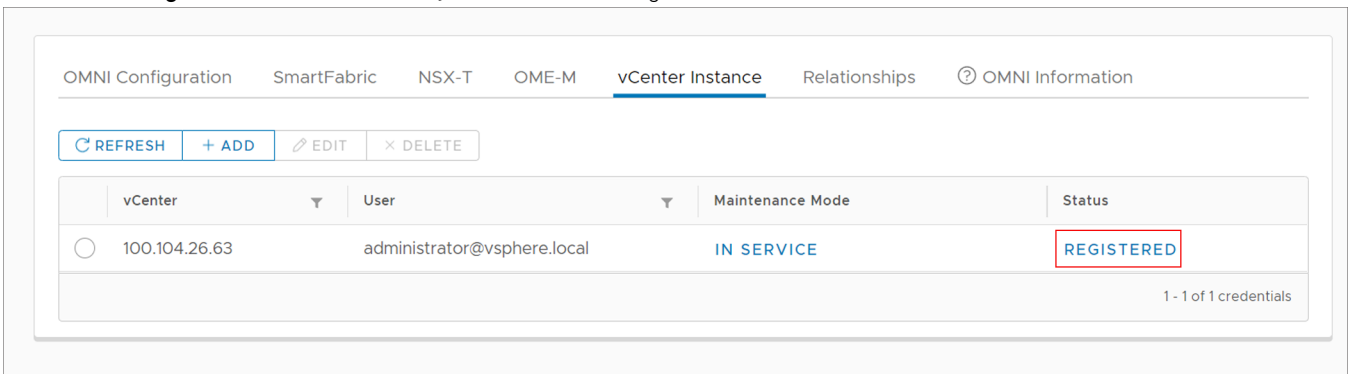 OMNI Configuration SmartFabric NSX-T OME-M vCenter Instance Relationships OMNI Information
REFRESH + ADD EDIT × DELETE
vCenter User Maintenance Mode Status
100.104.26.63 administrator@vsphere.local IN SERVICE REGISTERED
1 - 1 of 1 credentials